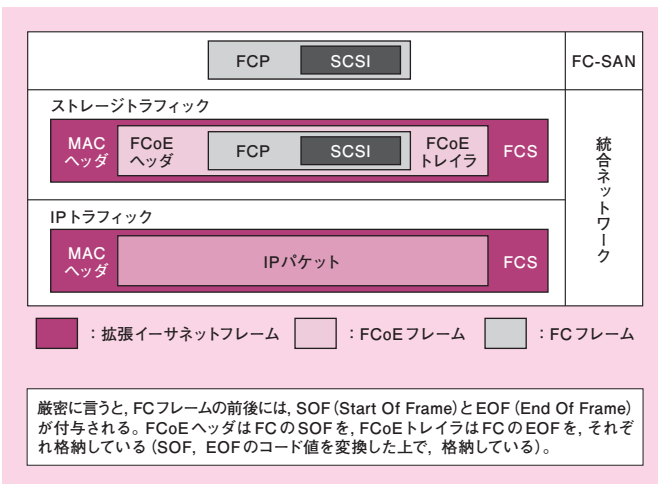 FCP SCSI FC-SAN
ストレージトラフィック
MAC
ヘッダ
FCoE
ヘッダ
FCP SCSI
FCoE
トレイラ
FCS
統合ネットワーク
IPトラフィック
MAC
ヘッダ
IPパケット
FCS
：拡張イーサネットフレーム ：FCoEフレーム ：FCフレーム
厳密に言うと, FCフレームの前後には, SOF(Start Of Frame)とEOF(End Of Frame)
が付与される。FCoEヘッダはFCのSOFを, FCoEトレイラはFCのEOFを, それぞ
れ格納している(SOF, EOFのコード値を変換した上で, 格納している)。